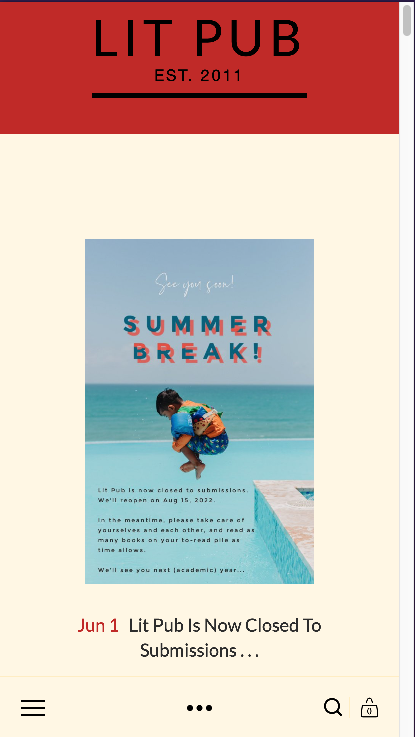 LIT PUB
EST. 2011
See you soon!
SUMMER
BREAK!
Lit Pub is now closed to submissions.
We'll reopen on Aug 15, 2022.
In the meantime, please take care of
yourselves and each other, and read as
many books on your to-read pile as
time allows.
We'll see you next (academic) year...
Jun 1 Lit Pub Is Now Closed To
Submissions . . .
0